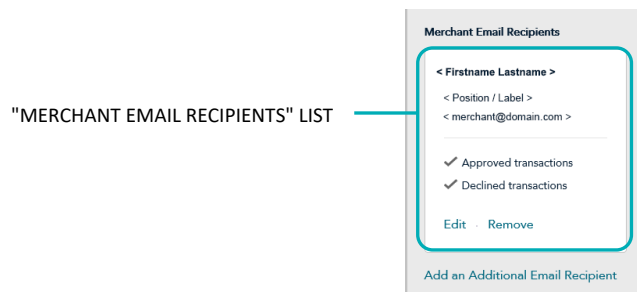 Merchant Email Recipients
< Firstname Lastname >
< Position / Label >
< merchant@domain.com >
"MERCHANT EMAIL RECIPIENTS" LIST
Approved transactions
Declined transactions
Edit · Remove
Add an Additional Email Recipient